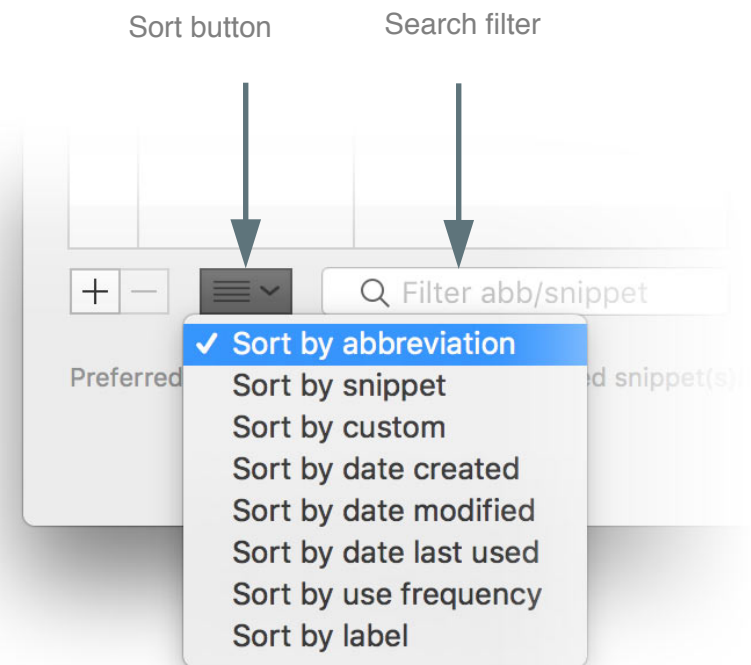 Sort button
Search filter
Filter abb/snippet
✓ Sort by abbreviation
Preferred
snippet(s)
Sort by snippet
Sort by custom
Sort by date created
Sort by date modified
Sort by date last used
Sort by use frequency
Sort by label